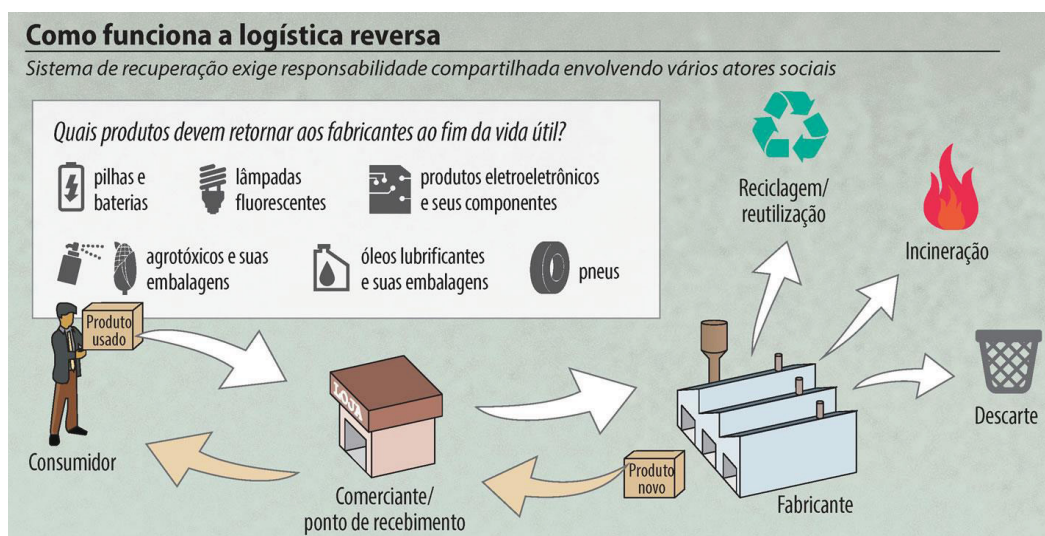 Como funciona a logística reversa
Sistema de recuperação exige responsabilidade compartilhada envolvendo vários atores sociais
Quais produtos devem retornar aos fabricantes ao fim da vida útil?
pilhas e
baterias
lâmpadas
fluorescentes
produtos eletroeletrônicos
e seus componentes
agrotóxicos e suas
embalagens
óleos lubrificantes
e suas embalagens
pneus
Reciclagem/
reutilização
Incineração
Descarte
Produto
usado
Consumidor
LOJA
Comerciante/
ponto de recebimento
Produto
novo
Fabricante